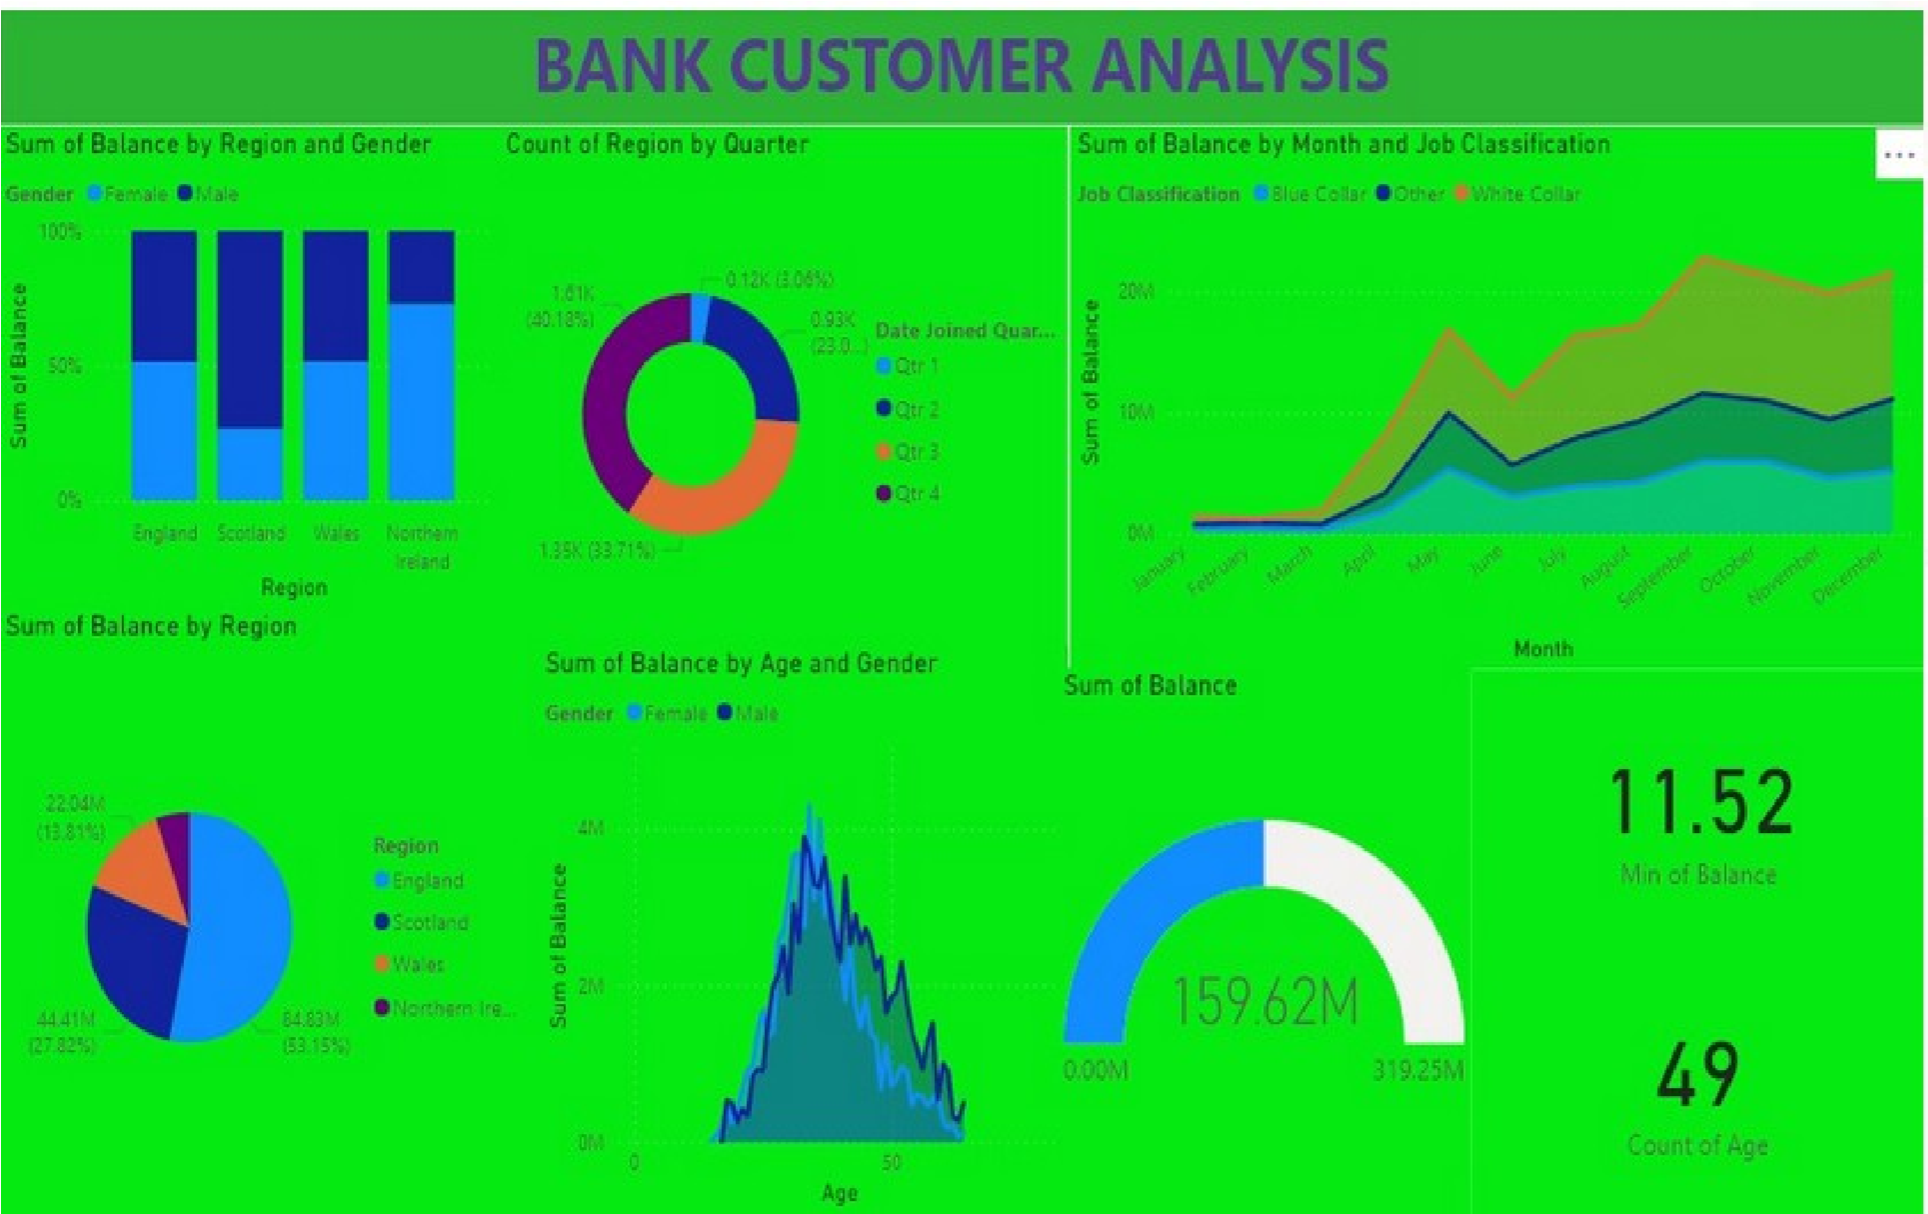 BANK CUSTOMER ANALYSIS
Sum of Balance by Region and Gender
Gender Female Male
100%
50%
0%
Sum of Balance
England Scotland Wales Northern
Ireland
Region
Count of Region by Quarter
0.12K (3.06%)
0.93K
(23.0...)
1.35K (33.71%)
1.61K
(40.18%)
Date Joined Quar...
Qtr 1
Qtr 2
Qtr 3
Qtr 4
Sum of Balance by Month and Job Classification
...
Job Classification Blue Collar Other White Collar
20M
10M
0M
Sum of Balance
January February March April May June July August September October November December
Month
Sum of Balance by Region
22.04M
(13.81%)
44.41M
(27.82%)
84.83M
(53.15%)
Region
England
Scotland
Wales
Northern Ire...
Sum of Balance by Age and Gender
Gender Female Male
4M
2M
0M
Sum of Balance
0 50
Age
Sum of Balance
159.62M
0.00M 319.25M
11.52
Min of Balance
49
Count of Age